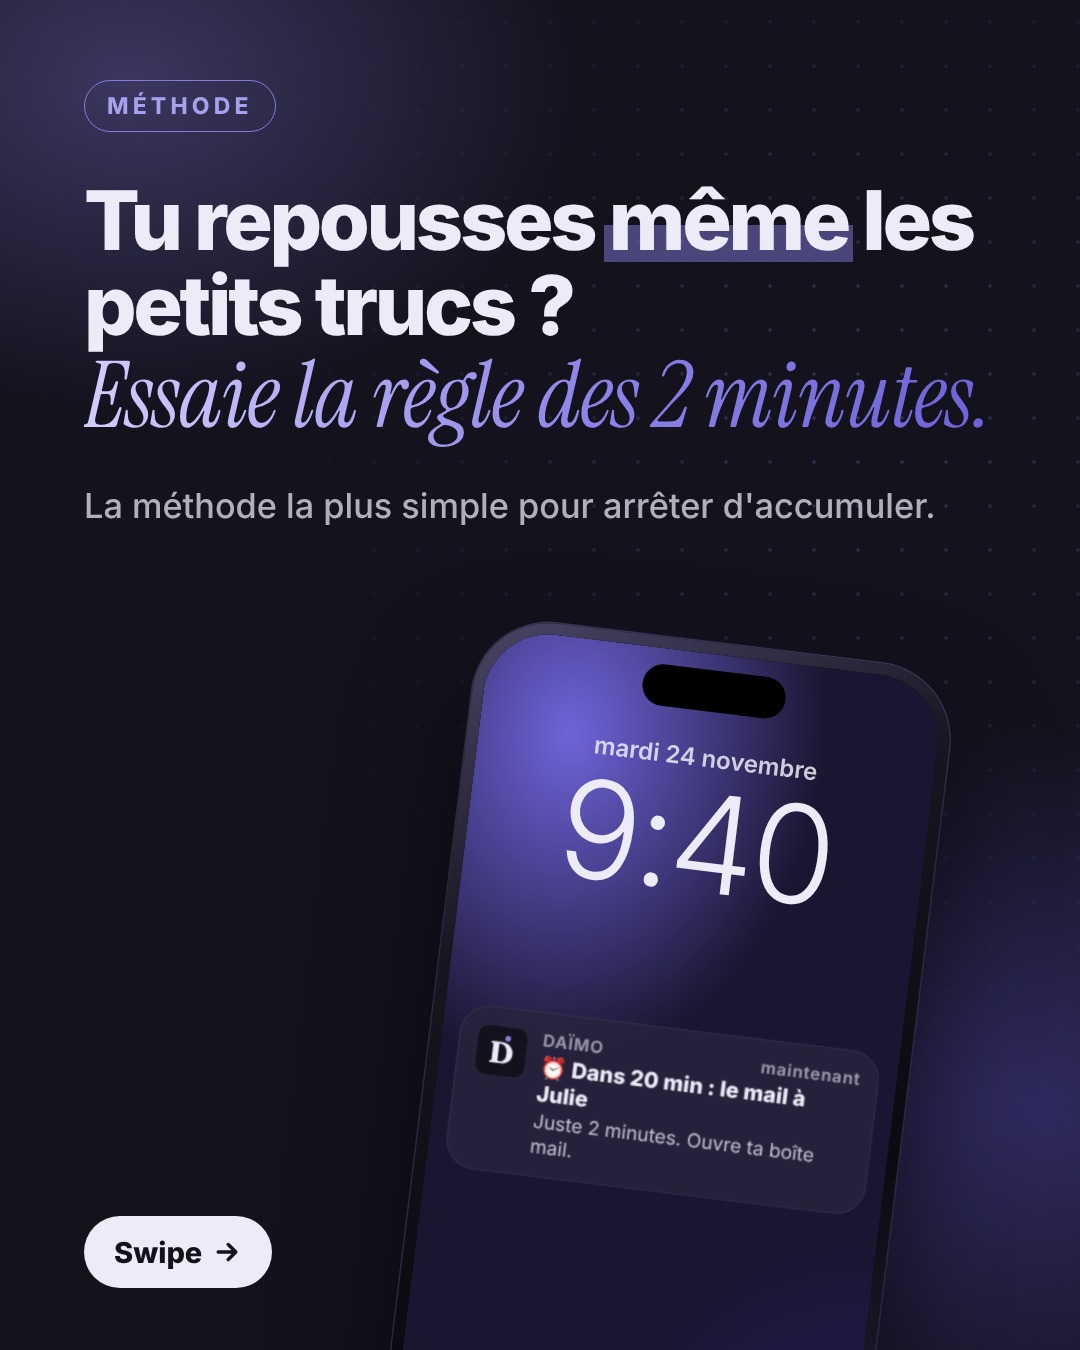 MÉTHODE
Tu repousses même les
petits trucs ?
Essaie la règle des 2 minutes.
La méthode la plus simple pour arrêter d'accumuler.
mardi 24 novembre
9:40
D
DAÏMO
maintenant
⏰ Dans 20 min : le mail à
Julie
Juste 2 minutes. Ouvre ta boîte
mail.
Swipe →